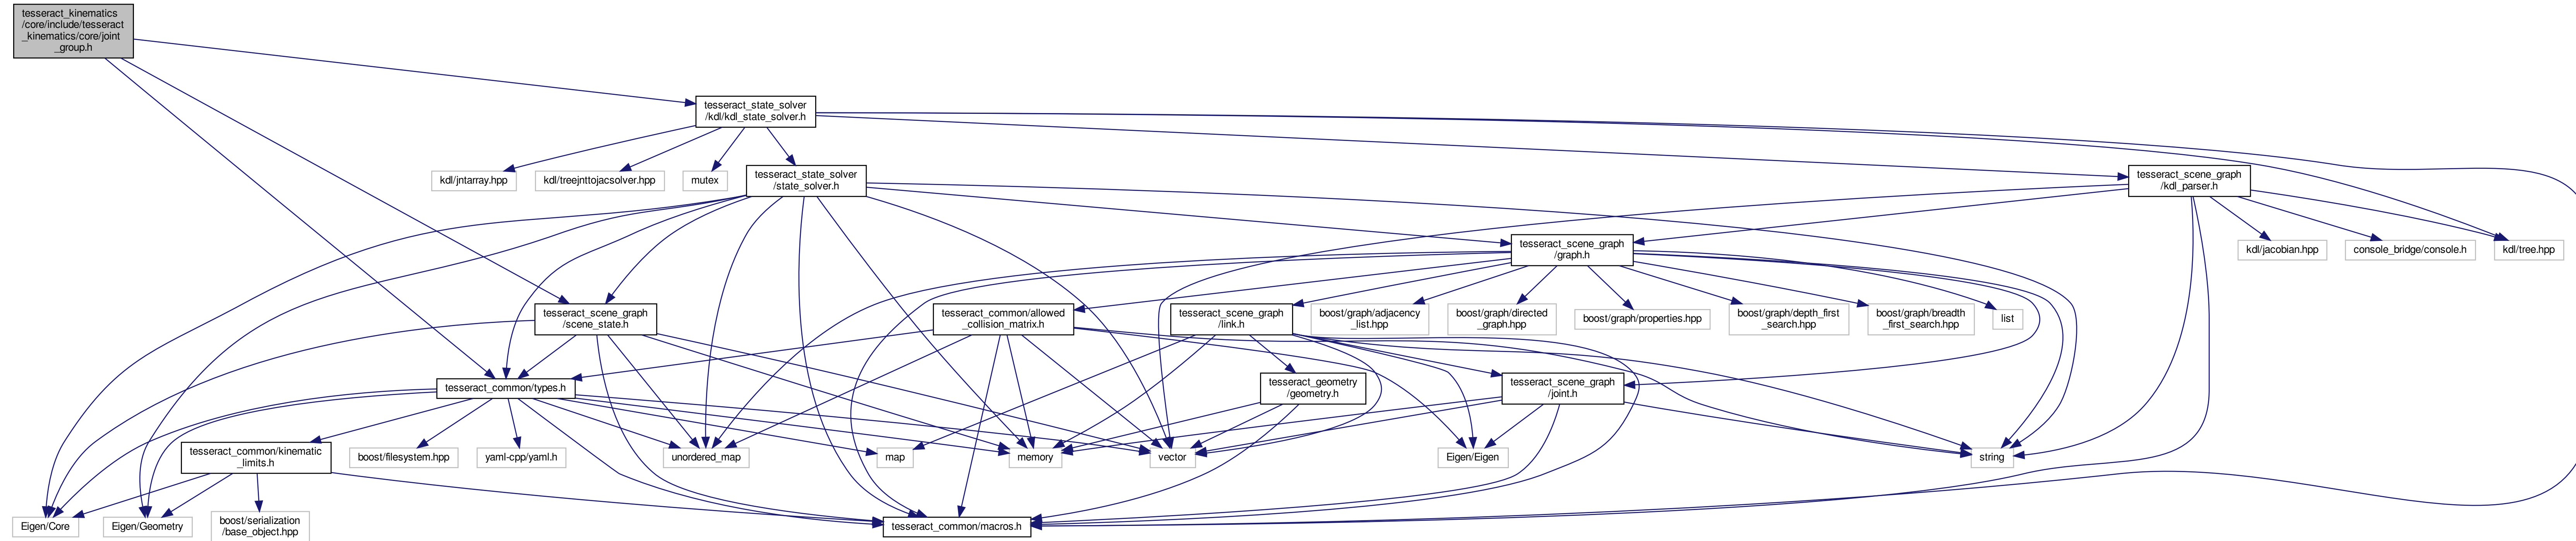 tesseract_kinematics
/core/include/tesseract
_kinematics/core/joint
_group.h
tesseract_state_solver
/kdl/kdl_state_solver.h
kdl/jntarray.hpp
kdl/treejnttojacsolver.hpp
mutex
tesseract_state_solver
/state_solver.h
tesseract_scene_graph
/kdl_parser.h
tesseract_scene_graph
/graph.h
kdl/jacobian.hpp
console_bridge/console.h
kdl/tree.hpp
tesseract_scene_graph
/scene_state.h
tesseract_common/allowed
_collision_matrix.h
tesseract_scene_graph
/link.h
boost/graph/adjacency
_list.hpp
boost/graph/directed
_graph.hpp
boost/graph/properties.hpp
boost/graph/depth_first
_search.hpp
boost/graph/breadth
_first_search.hpp
list
tesseract_common/types.h
tesseract_geometry
/geometry.h
tesseract_scene_graph
/joint.h
tesseract_common/kinematic
_limits.h
boost/filesystem.hpp
yaml-cpp/yaml.h
unordered_map
map
memory
vector
Eigen/Eigen
string
Eigen/Core
Eigen/Geometry
boost/serialization
/base_object.hpp
tesseract_common/macros.h